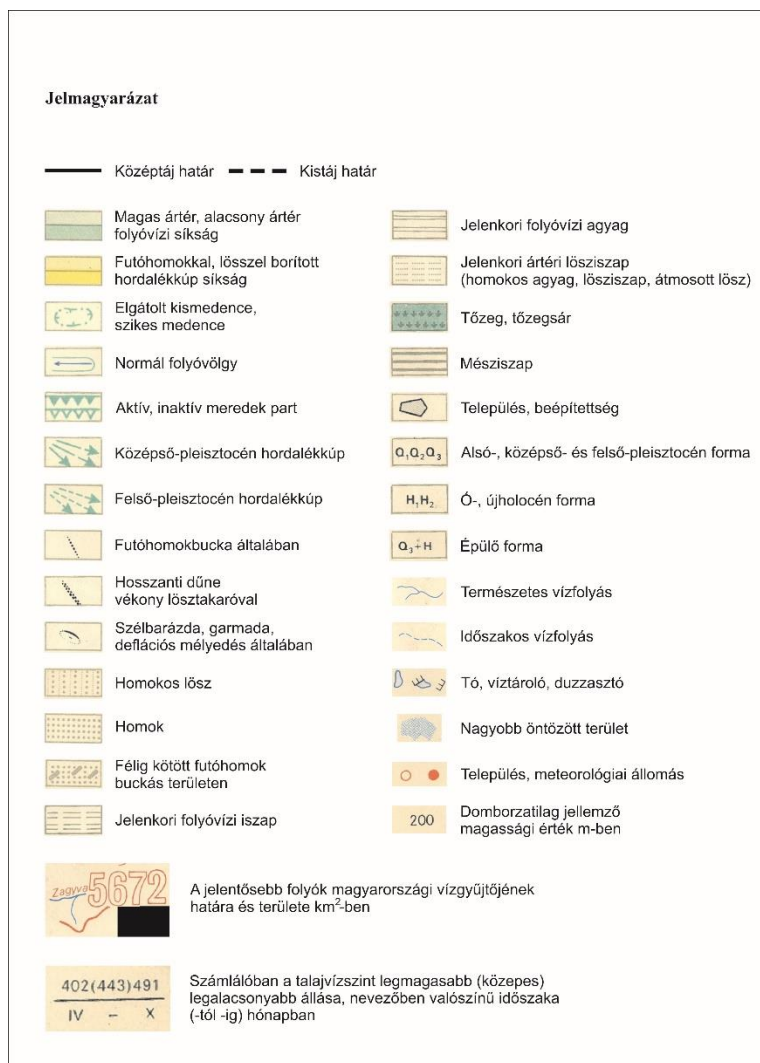 Jelmagyarázat
Középtáj határ
Kistáj határ
Magas ártér, alacsony ártér
folyóvízi síkság
Futóhomokkal, lösszel borított
hordalékkúp síkság
Elgátolt kismedence,
szikes medence
Normál folyóvölgy
Aktív, inaktív meredek part
Középső-pleisztocén hordalékkúp
Felső-pleisztocén hordalékkúp
Futóhomokbucka általában
Hosszanti dűne
vékony lösztakaróval
Szélbarázda, garmada,
deflációs mélyedés általában
Homokos lösz
Homok
Félig kötött futóhomok
buckás területen
Jelenkori folyóvízi iszap
Jelenkori folyóvízi agyag
Jelenkori ártéri lösziszap
(homokos agyag, lösziszap, átmosott lösz)
Tőzeg, tőzegsár
Mésziszap
Település, beépítettség
Q₁Q₂Q₃ Alsó-, középső- és felső-pleisztocén forma
H₁H₂ Ó-, újholocén forma
Q₃+H Épülő forma
Természetes vízfolyás
Időszakos vízfolyás
Tó, víztároló, duzzasztó
Nagyobb öntözött terület
Település, meteorológiai állomás
200 Domborzatilag jellemző
magassági érték m-ben
Zagyva 5672
A jelentősebb folyók magyarországi vízgyűjtőjének
határa és területe km²-ben
402(443)491
IV – X
Számlálóban a talajvízszint legmagasabb (közepes)
legalacsonyabb állása, nevezőben valószínű időszaka
(-tól -ig) hónapban